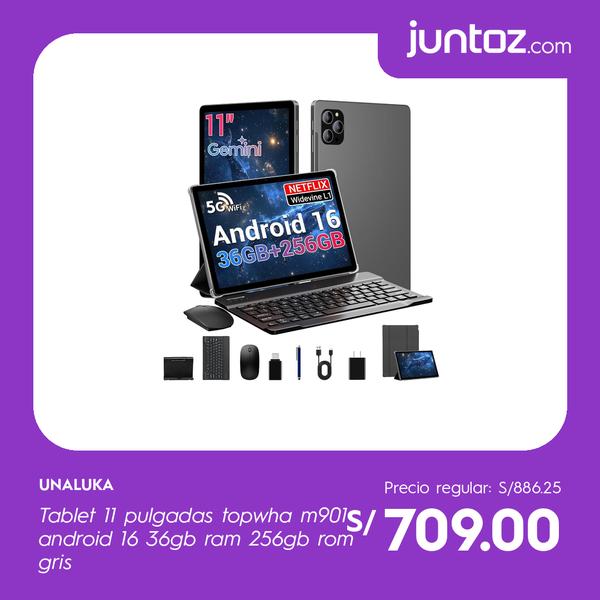 juntoz.com
11"
Gemini
5G WiFi
NETFLIX
Widevine L1
Android 16
36GB+256GB
UNALUKA
Precio regular: S/886.25
Tablet 11 pulgadas topwha m901
android 16 36gb ram 256gb rom
gris
S/ 709.00